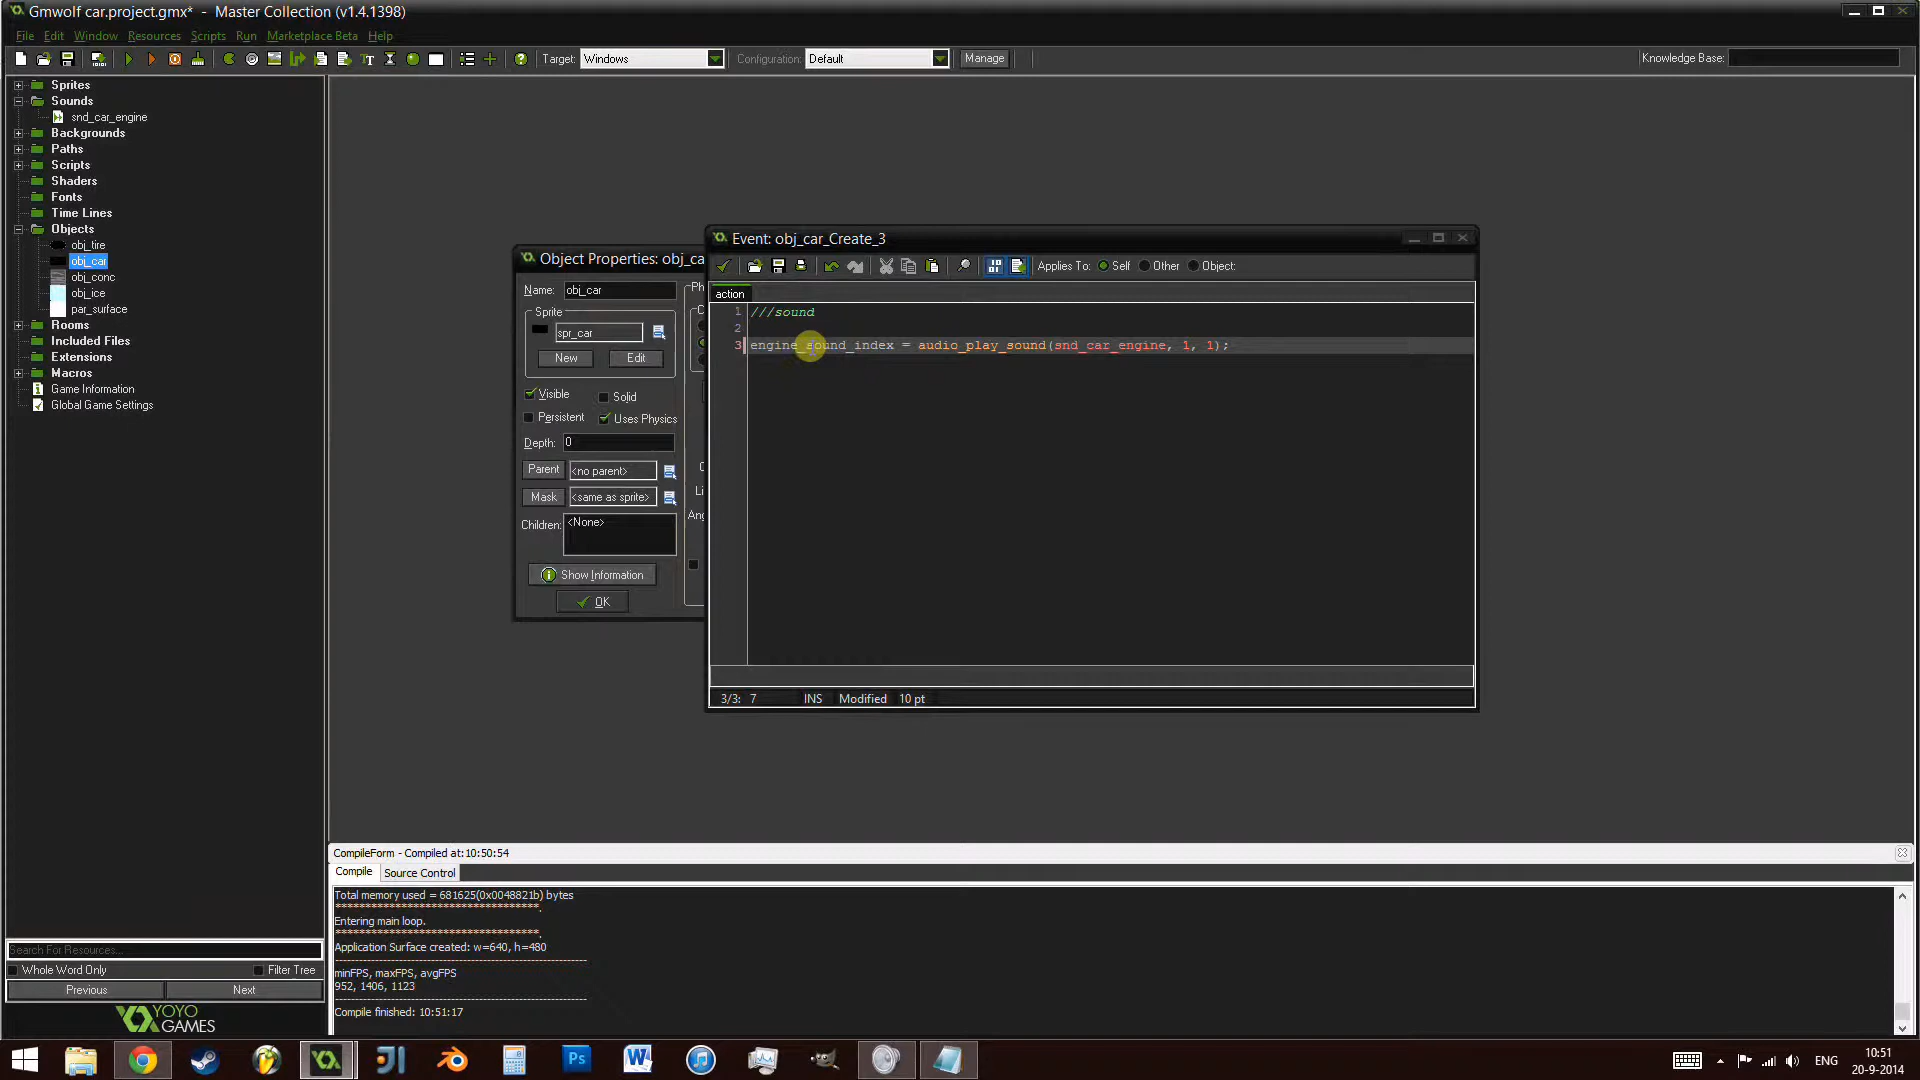 Gmwolf car.project.gmx* - Master Collection (v1.4.1398)
File Edit Window Resources Scripts Run Marketplace Beta Help
Target: Windows Configuration: Default Manage Knowledge Base:
Sprites
Sounds
snd_car_engine
Backgrounds
Paths
Scripts
Shaders
Fonts
Time Lines
Objects
obj_tire
obj_car
obj_conc
obj_ice
par_surface
Rooms
Included Files
Extensions
Macros
Game Information
Global Game Settings
Search For Resources...
Whole Word Only Filter Tree
Previous Next
YOYO
GAMES
Object Properties: obj_ca
Name: obj_car
Sprite
spr_car
New Edit
Visible Solid
Persistent Uses Physics
Depth: 0
Parent <no parent>
Mask <same as sprite>
Children: <None>
Show Information
OK
Ph
Li
Ang
Event: obj_car_Create_3
Applies To: Self Other Object:
action
1 ///sound
2
3 engine_sound_index = audio_play_sound(snd_car_engine, 1, 1);
3/3: 7 INS Modified 10 pt
CompileForm - Compiled at:10:50:54
Compile Source Control
Total memory used = 681625(0x0048821b) bytes
***********************************.
Entering main loop.
***********************************.
Application Surface created: w=640, h=480
minFPS, maxFPS, avgFPS
952, 1406, 1123
Compile finished: 10:51:17
Ps
W
ENG
10:51
20-9-2014